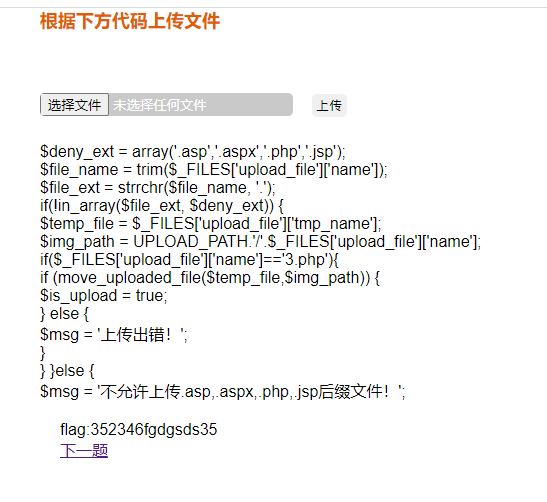 根据下方代码上传文件
选择文件 未选择任何文件 上传
$deny_ext = array('.asp','.aspx','.php','.jsp');
$file_name = trim($_FILES['upload_file']['name']);
$file_ext = strrchr($file_name, '.');
if(!in_array($file_ext, $deny_ext)) {
$temp_file = $_FILES['upload_file']['tmp_name'];
$img_path = UPLOAD_PATH.'/'.$_FILES['upload_file']['name'];
if($_FILES['upload_file']['name']=='3.php'){
if (move_uploaded_file($temp_file,$img_path)) {
$is_upload = true;
} else {
$msg = '上传出错！';
}
} }else {
$msg = '不允许上传.asp,.aspx,.php,.jsp后缀文件！';
flag:352346fgdgsds35
下一题